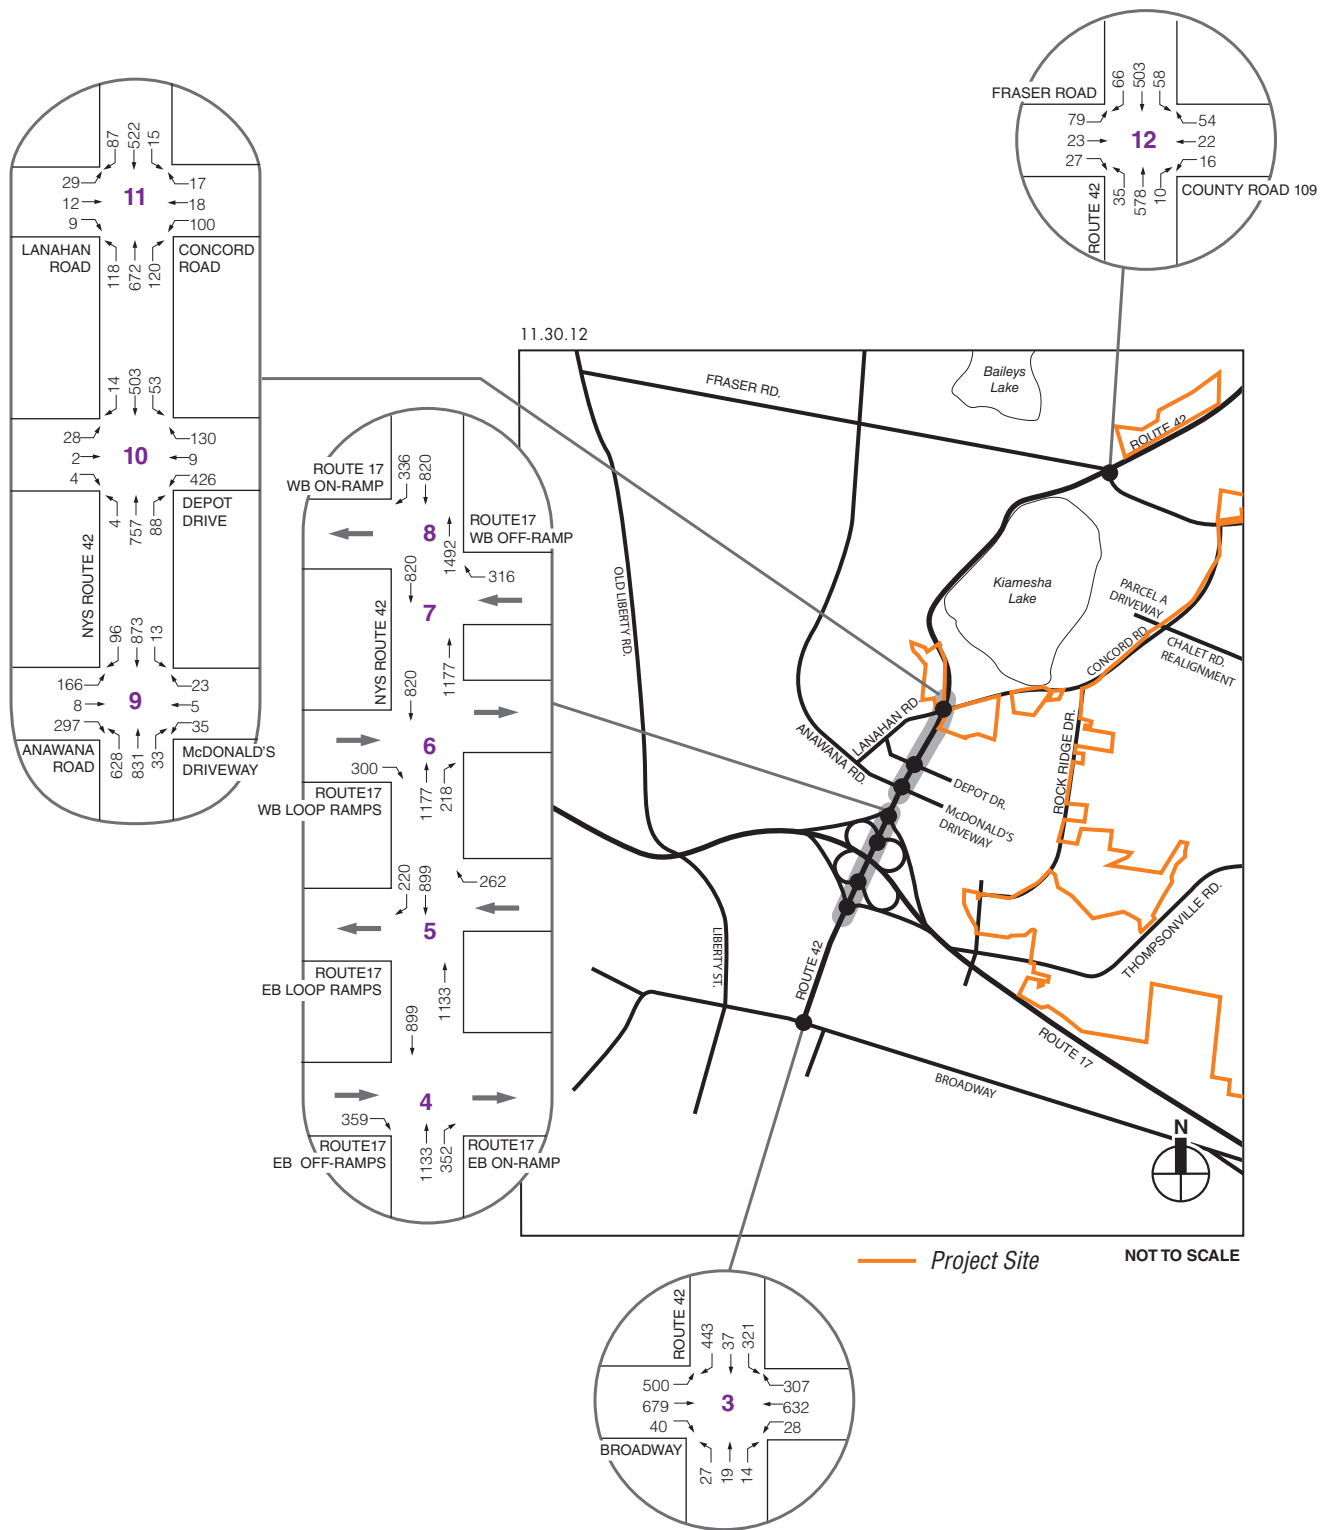 66
503
58
FRASER ROAD
79
54
23
12
22
27
16
35
578
10
COUNTY ROAD 109
ROUTE 42
87
522
15
29
17
12
11
18
9
100
LANAHAN
ROAD
CONCORD
ROAD
118
672
120
14
503
53
28
130
2
10
9
4
426
DEPOT
DRIVE
4
757
88
NYS ROUTE 42
96
873
13
166
23
8
9
5
297
35
ANAWANA
ROAD
628
831
33
McDONALD'S
DRIVEWAY
ROUTE 17
WB ON-RAMP
336
820
8
ROUTE17
WB OFF-RAMP
1492
820
316
7
NYS ROUTE 42
820
1177
6
300
1177
218
ROUTE17
WB LOOP RAMPS
220
899
262
5
ROUTE17
EB LOOP RAMPS
1133
899
4
359
ROUTE17
EB OFF-RAMPS
1133
352
ROUTE17
EB ON-RAMP
11.30.12
FRASER RD.
Baileys
Lake
ROUTE 42
OLD LIBERTY RD.
Kiamesha
Lake
PARCEL A
DRIVEWAY
CHALET RD.
REALIGNMENT
CONCORD RD.
LANAHAN RD.
ANAWANA RD.
ROCK RIDGE DR.
DEPOT DR.
McDONALD'S
DRIVEWAY
THOMPSONVILLE RD.
LIBERTY ST.
ROUTE 42
ROUTE 17
BROADWAY
N
Project Site
NOT TO SCALE
ROUTE 42
443
37
321
500
307
679
3
632
40
28
BROADWAY
27
19
14